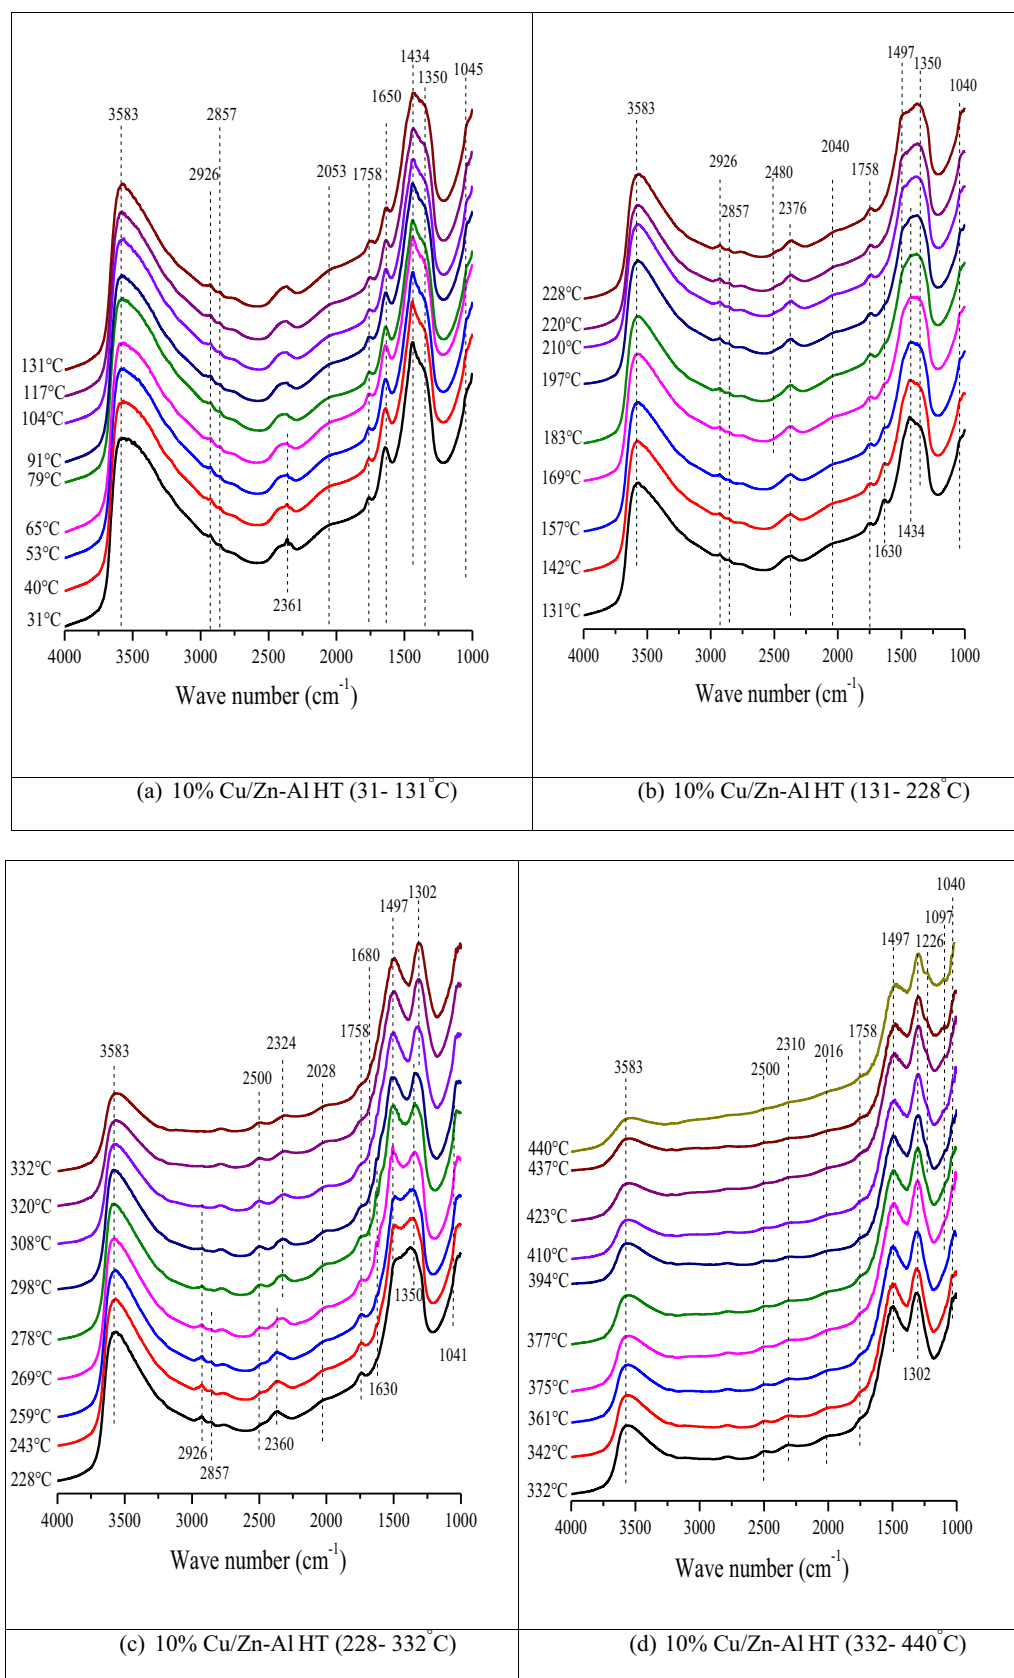 1434
1350
1045
1650
3583
2857
2926
2053
1758
131°C
117°C
104°C
91°C
79°C
65°C
53°C
40°C
31°C
2361
4000 3500 3000 2500 2000 1500 1000
Wave number (cm-1)
(a) 10% Cu/Zn-Al HT (31- 131°C)
1497
1350
1040
3583
2926
2857
2480
2376
2040
1758
228°C
220°C
210°C
197°C
183°C
169°C
157°C
142°C
131°C
1630
1434
4000 3500 3000 2500 2000 1500 1000
Wave number (cm-1)
(b) 10% Cu/Zn-Al HT (131- 228°C)
1302
1497
1680
1758
3583
2324
2500
2028
332°C
320°C
308°C
298°C
278°C
269°C
259°C
243°C
228°C
1350
1041
1630
2926
2857
2360
4000 3500 3000 2500 2000 1500 1000
Wave number (cm-1)
(c) 10% Cu/Zn-Al HT (228- 332°C)
1040
1097
1497
1226
1758
3583
2310
2500
2016
440°C
437°C
423°C
410°C
394°C
377°C
375°C
361°C
342°C
332°C
1302
4000 3500 3000 2500 2000 1500 1000
Wave number (cm-1)
(d) 10% Cu/Zn-Al HT (332- 440°C)